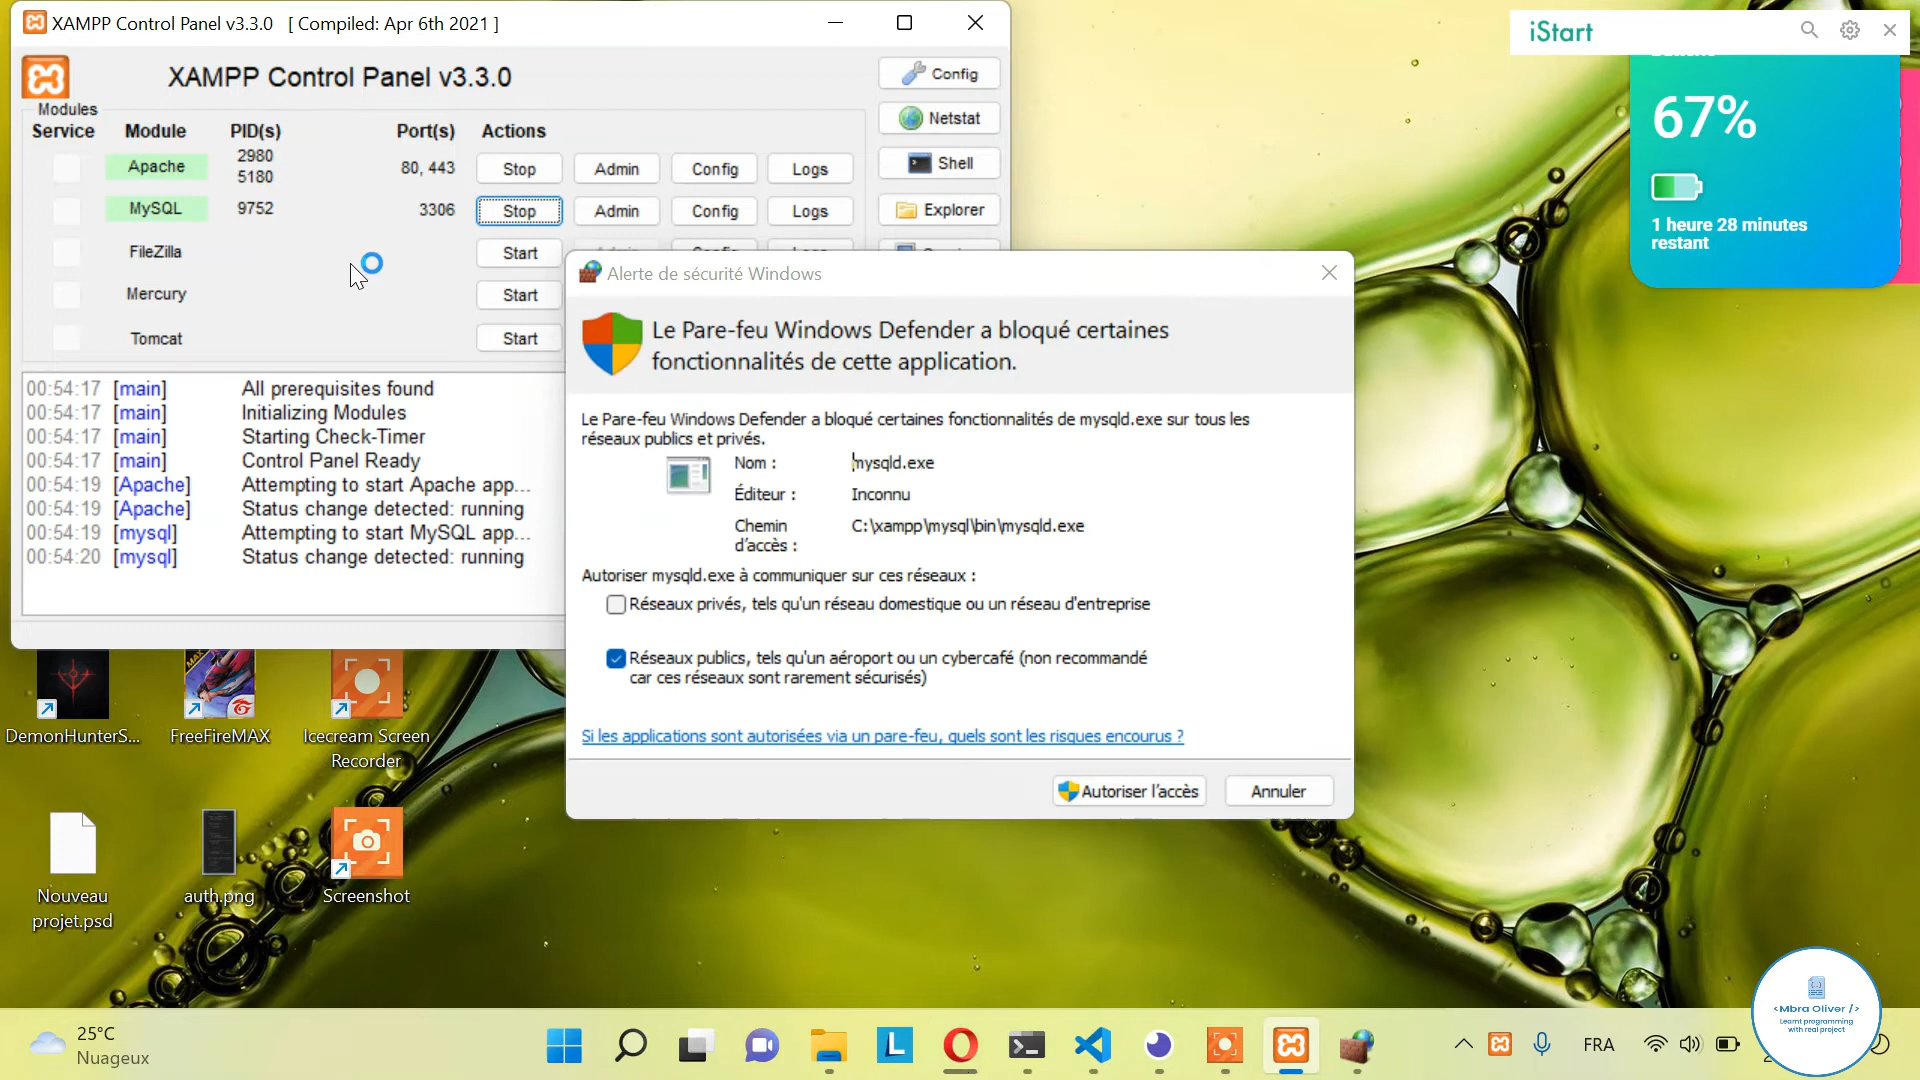 XAMPP Control Panel v3.3.0   [ Compiled: Apr 6th 2021 ]
XAMPP Control Panel v3.3.0
Config
Netstat
Shell
Explorer
Modules
Service Module PID(s) Port(s) Actions
Apache 2980 5180 80, 443 Stop Admin Config Logs
MySQL 9752 3306 Stop Admin Config Logs
FileZilla Start
Mercury Start
Tomcat Start
00:54:17 [main] All prerequisites found
00:54:17 [main] Initializing Modules
00:54:17 [main] Starting Check-Timer
00:54:17 [main] Control Panel Ready
00:54:19 [Apache] Attempting to start Apache app...
00:54:19 [Apache] Status change detected: running
00:54:19 [mysql] Attempting to start MySQL app...
00:54:20 [mysql] Status change detected: running
Alerte de sécurité Windows
Le Pare-feu Windows Defender a bloqué certaines
fonctionnalités de cette application.
Le Pare-feu Windows Defender a bloqué certaines fonctionnalités de mysqld.exe sur tous les
réseaux publics et privés.
Nom : mysqld.exe
Éditeur : Inconnu
Chemin
d'accès : C:\xampp\mysql\bin\mysqld.exe
Autoriser mysqld.exe à communiquer sur ces réseaux :
Réseaux privés, tels qu'un réseau domestique ou un réseau d'entreprise
Réseaux publics, tels qu'un aéroport ou un cybercafé (non recommandé
car ces réseaux sont rarement sécurisés)
Si les applications sont autorisées via un pare-feu, quels sont les risques encourus ?
Autoriser l'accès
Annuler
iStart
67%
1 heure 28 minutes
restant
DemonHunterS...
FreeFireMAX
MAX
Icecream Screen
Recorder
Nouveau
projet.psd
auth.png
Screenshot
25°C
Nuageux
FRA
<Mbra Oliver />
Learnt programming
with real project